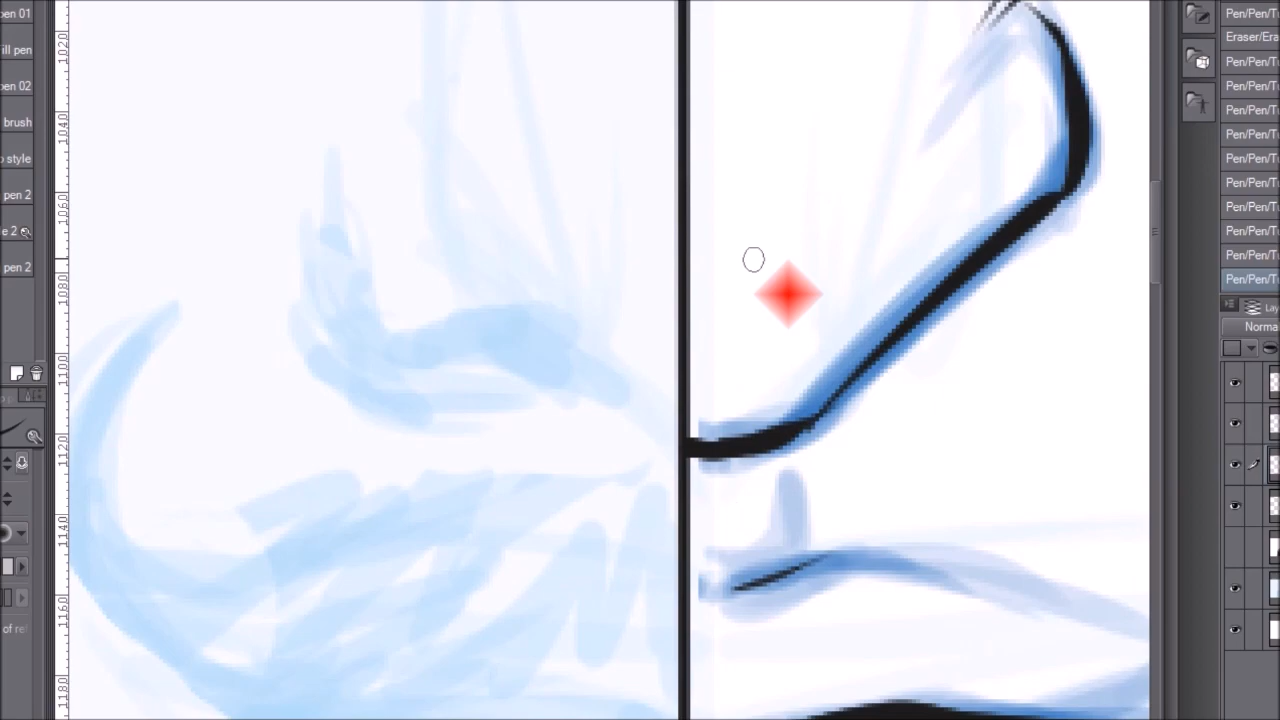 pen 01
ill pen
pen 02
brush
style
pen 2
e 2
pen 2
of re
1020
1040
1060
1080
1100
1120
1140
1160
1180
Pen/Pen/Tu
Eraser/Era
Pen/Pen/Tu
Pen/Pen/Tu
Pen/Pen/Tu
Pen/Pen/Tu
Pen/Pen/Tu
Pen/Pen/Tu
Pen/Pen/Tu
Pen/Pen/Tu
Pen/Pen/Tu
Pen/Pen/Tu
Lay
Norma